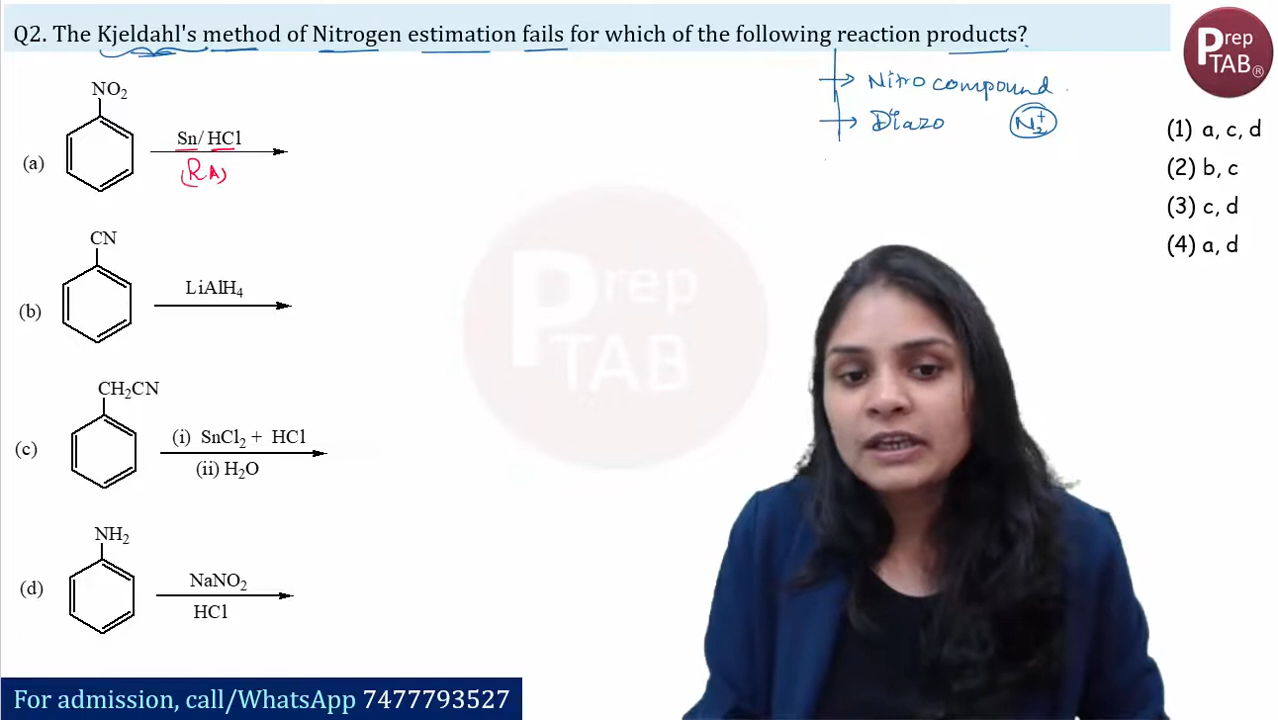 Q2. The Kjeldahl's method of Nitrogen estimation fails for which of the following reaction products?
Prep
TAB®
Nitro compound
Diazo N₂⁺
(1) a, c, d
(2) b, c
(3) c, d
(4) a, d
NO₂
(a) Sn/ HCl
(RA)
CN
(b) LiAlH₄
CH₂CN
(c) (i) SnCl₂ + HCl
(ii) H₂O
NH₂
(d) NaNO₂
HCl
Prep
TAB
For admission, call/WhatsApp 7477793527